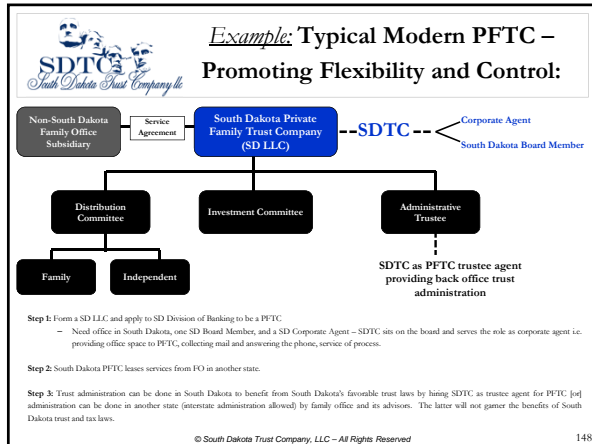 SDTC
South Dakota Trust Company llc
Example: Typical Modern PFTC –
Promoting Flexibility and Control:
Non-South Dakota
Family Office
Subsidiary
Service
Agreement
South Dakota Private
Family Trust Company
(SD LLC)
SDTC
Corporate Agent
South Dakota Board Member
Distribution
Committee
Investment Committee
Administrative
Trustee
Family
Independent
SDTC as PFTC trustee agent
providing back office trust
administration
Step 1: Form a SD LLC and apply to SD Division of Banking to be a PFTC
– Need office in South Dakota, one SD Board Member, and a SD Corporate Agent – SDTC sits on the board and serves the role as corporate agent i.e.
providing office space to PFTC, collecting mail and answering the phone, service of process.
Step 2: South Dakota PFTC leases services from FO in another state.
Step 3: Trust administration can be done in South Dakota to benefit from South Dakota's favorable trust laws by hiring SDTC as trustee agent for PFTC [or]
administration can be done in another state (interstate administration allowed) by family office and its advisors. The latter will not garner the benefits of South
Dakota trust and tax laws.
© South Dakota Trust Company, LLC – All Rights Reserved
148